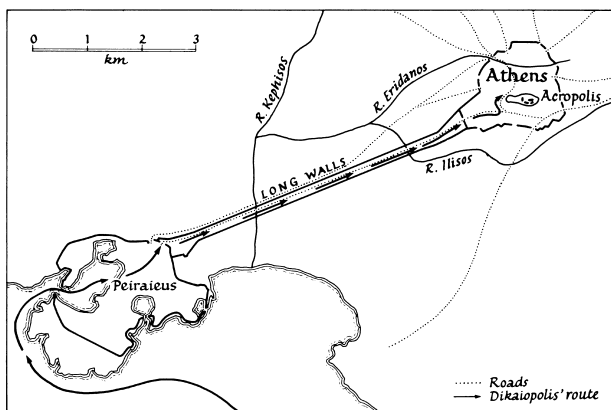 0 1 2 3
km
R. Kephisos
R. Eridanos
Athens
Acropolis
LONG WALLS
R. Ilisos
Peiraieus
Roads
Dikaiopolis' route